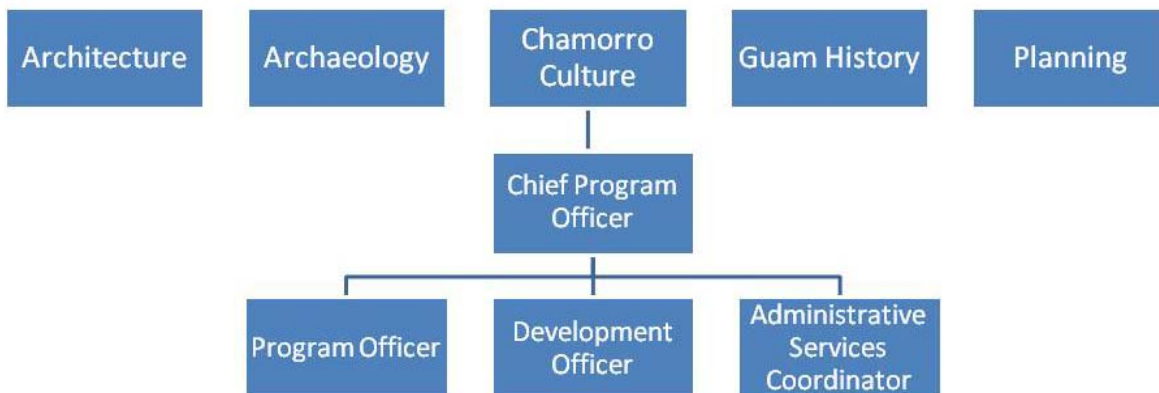 Architecture
Archaeology
Chamorro
Culture
Guam History
Planning
Chief Program
Officer
Program Officer
Development
Officer
Administrative
Services
Coordinator